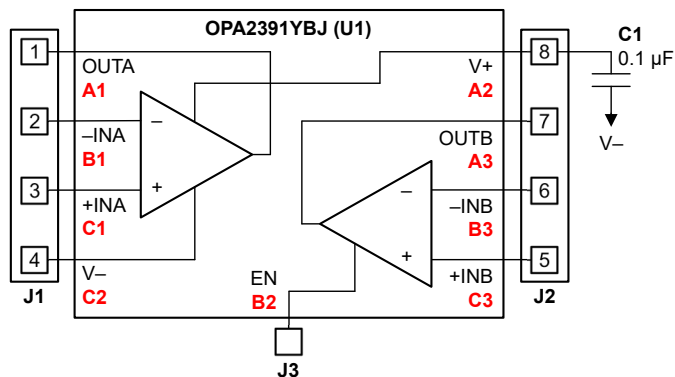 OPA2391YBJ (U1)
C1
0.1 µF
V–
1
OUTA
A1
2
–INA
B1
3
+INA
C1
4
V–
C2
J1
–
+
8
V+
A2
7
OUTB
A3
6
–INB
B3
5
+INB
C3
J2
–
+
EN
B2
J3